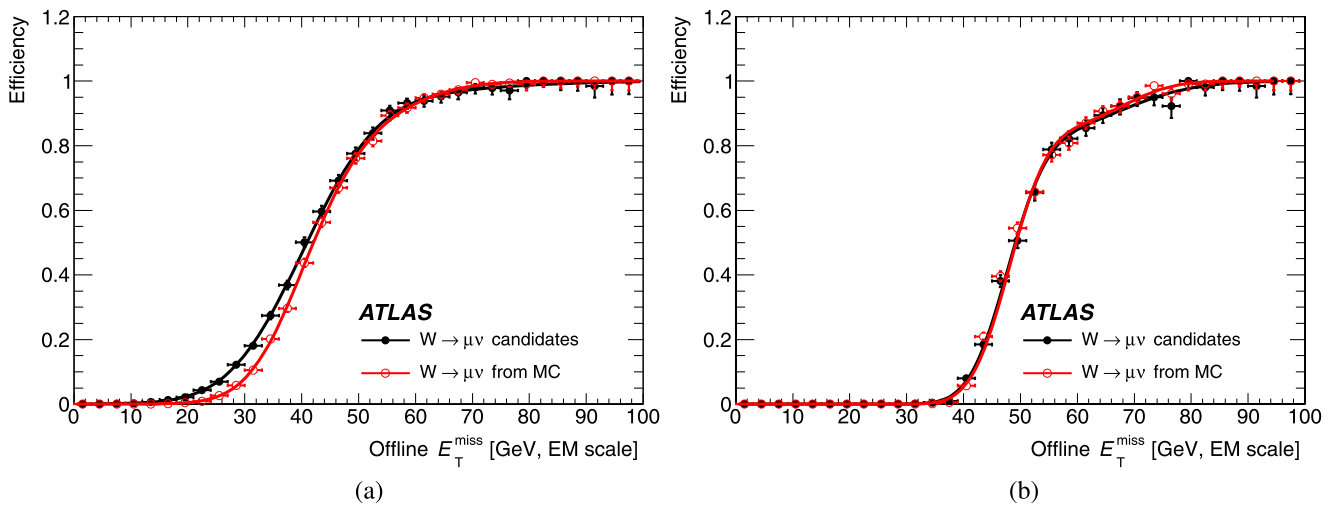 Efficiency
1.2
1
0.8
0.6
0.4
0.2
0
0 10 20 30 40 50 60 70 80 90 100
ATLAS
W → μν candidates
W → μν from MC
Offline E_T^miss [GeV, EM scale]
(a)
Efficiency
1.2
1
0.8
0.6
0.4
0.2
0
0 10 20 30 40 50 60 70 80 90 100
ATLAS
W → μν candidates
W → μν from MC
Offline E_T^miss [GeV, EM scale]
(b)